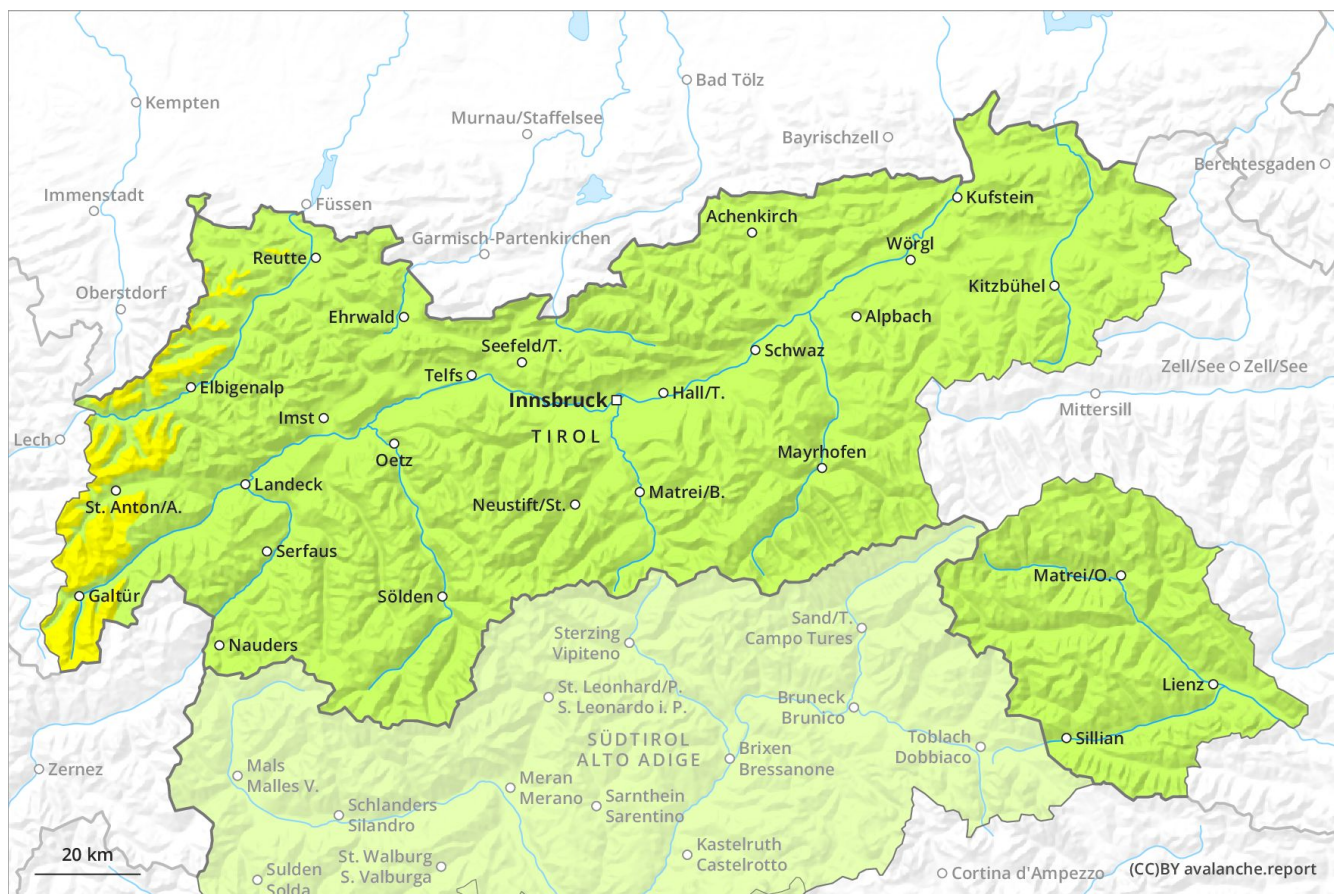 Kempten
Bad Tölz
Murnau/Staffelsee
Bayrischzell
Berchtesgaden
Immenstadt
Füssen
Kufstein
Achenkirch
Garmisch-Partenkirchen
Wörgl
Reutte
Oberstdorf
Kitzbühel
Ehrwald
Alpbach
Seefeld/T.
Schwaz
Zell/See
Zell/See
Telfs
Elbigenalp
Hall/T.
Innsbruck
Mittersill
Imst
Lech
TIROL
Oetz
Mayrhofen
Landeck
Matrei/B.
St. Anton/A.
Neustift/St.
Serfaus
Matrei/O.
Galtür
Sölden
Sand/T.
Campo Tures
Sterzing
Vipiteno
Nauders
Lienz
St. Leonhard/P.
S. Leonardo i. P.
Bruneck
Brunico
SÜDTIROL
ALTO ADIGE
Toblach
Dobbiaco
Sillian
Brixen
Bressanone
Zernez
Mals
Malles V.
Meran
Merano
Sarnthein
Sarentino
Schlanders
Silandro
20 km
St. Walburg
S. Valburga
Kastelruth
Castelrotto
Sulden
Solda
Cortina d'Ampezzo
(CC)BY avalanche.report